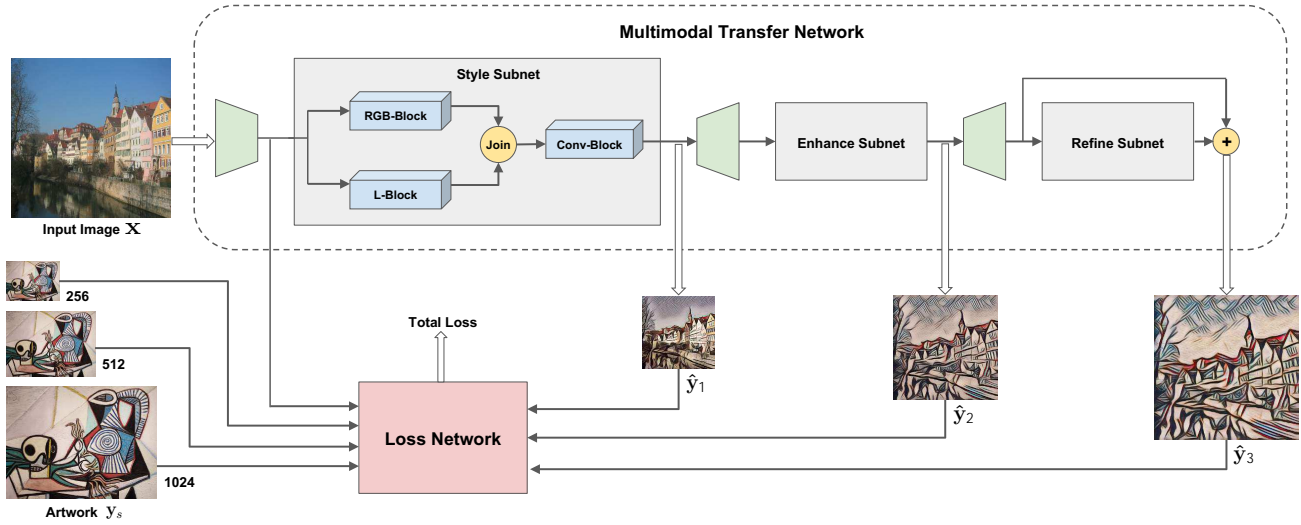 Multimodal Transfer Network
Style Subnet
RGB-Block
L-Block
Join
Conv-Block
Enhance Subnet
Refine Subnet
+
Input Image X
256
512
1024
Artwork y_s
Total Loss
Loss Network
ŷ₁
ŷ₂
ŷ₃